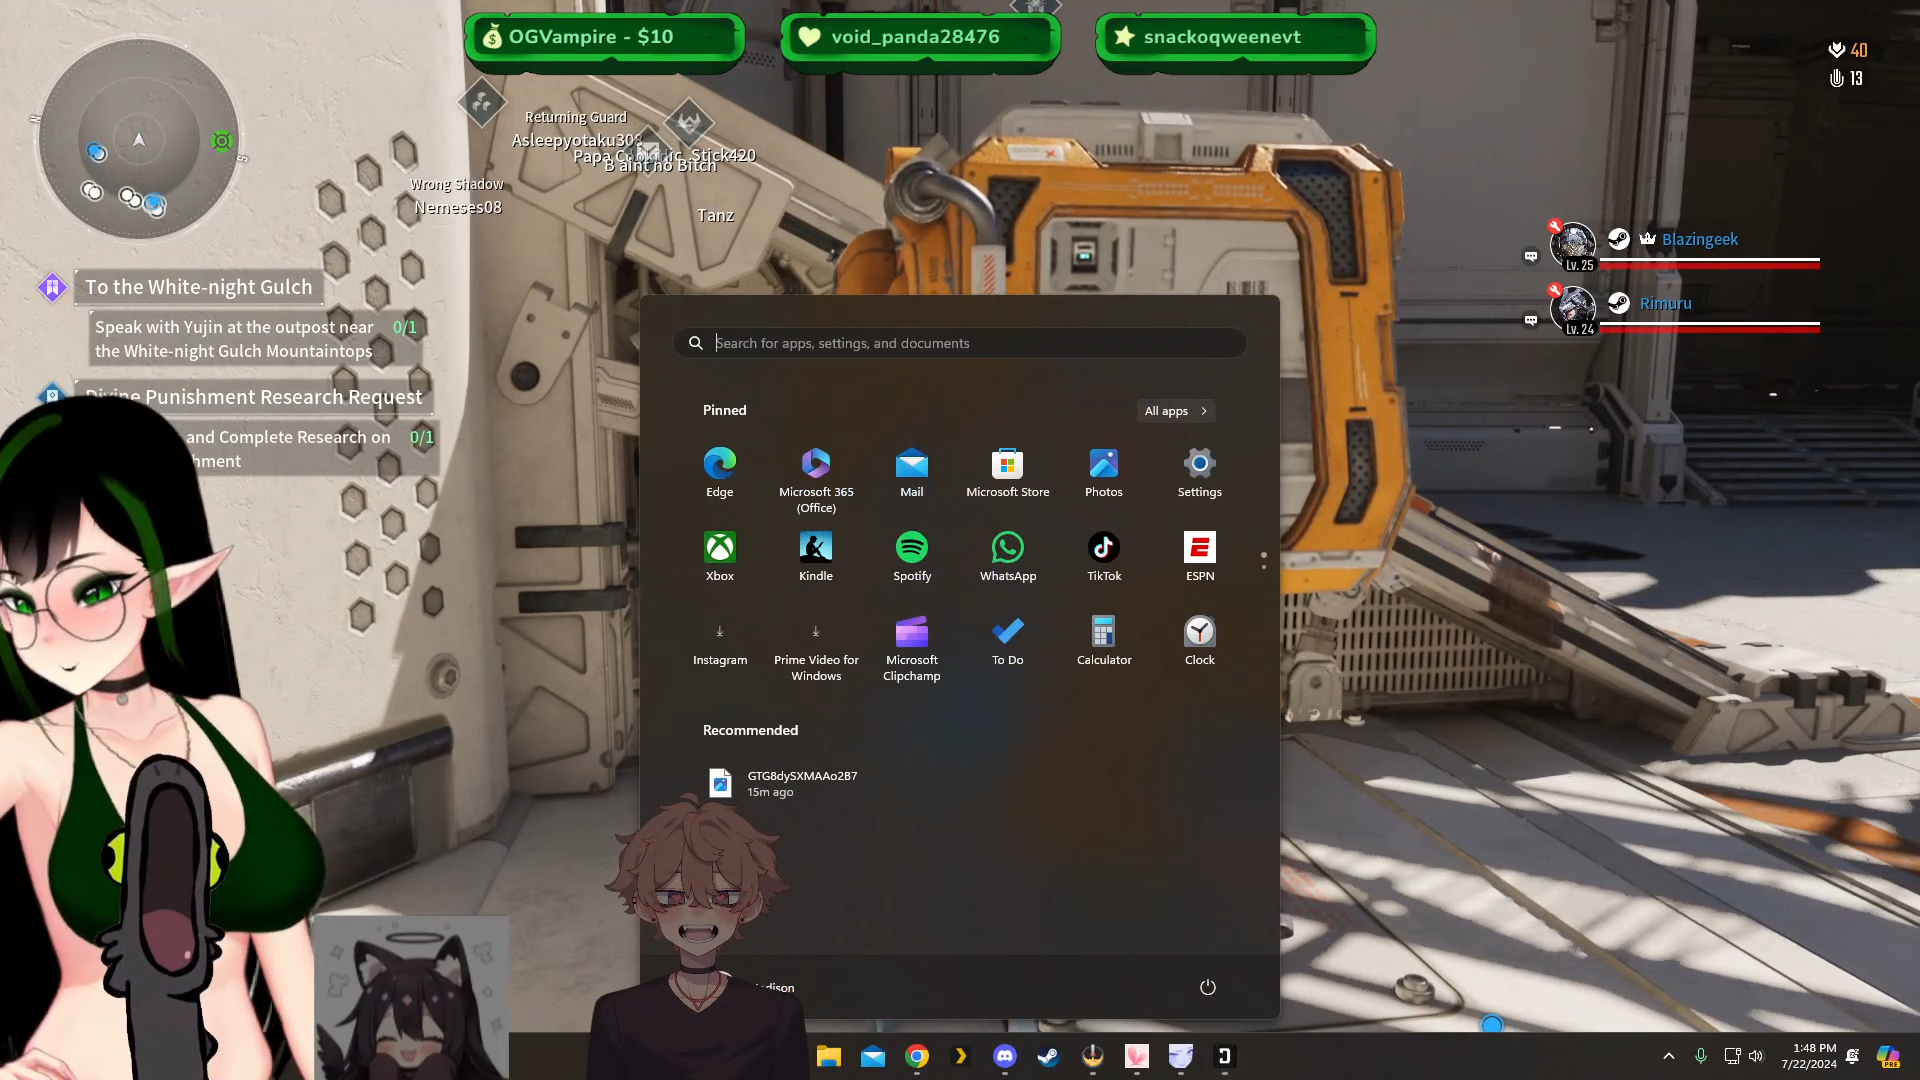 OGVampire - $10
void_panda28476
snackoqweenevt
40
13
N
S
Returning Guard
Asleepyotaku308
Stick420
B aint no Bitch
Wrong Shadow
Nemeses08
Tanz
To the White-night Gulch
Speak with Yujin at the outpost near 0/1
the White-night Gulch Mountaintops
Punishment Research Request
and Complete Research on 0/1
Blazingeek
Lv. 25
Rimuru
Lv. 24
Search for apps, settings, and documents
Pinned
All apps
Edge
Microsoft 365
(Office)
Mail
Microsoft Store
Photos
Settings
Xbox
Kindle
Spotify
WhatsApp
TikTok
ESPN
Instagram
Prime Video for
Windows
Microsoft
Clipchamp
To Do
Calculator
Clock
Recommended
GTG8dySXMAAo2B7
15m ago
1:48 PM
7/22/2024
PRE